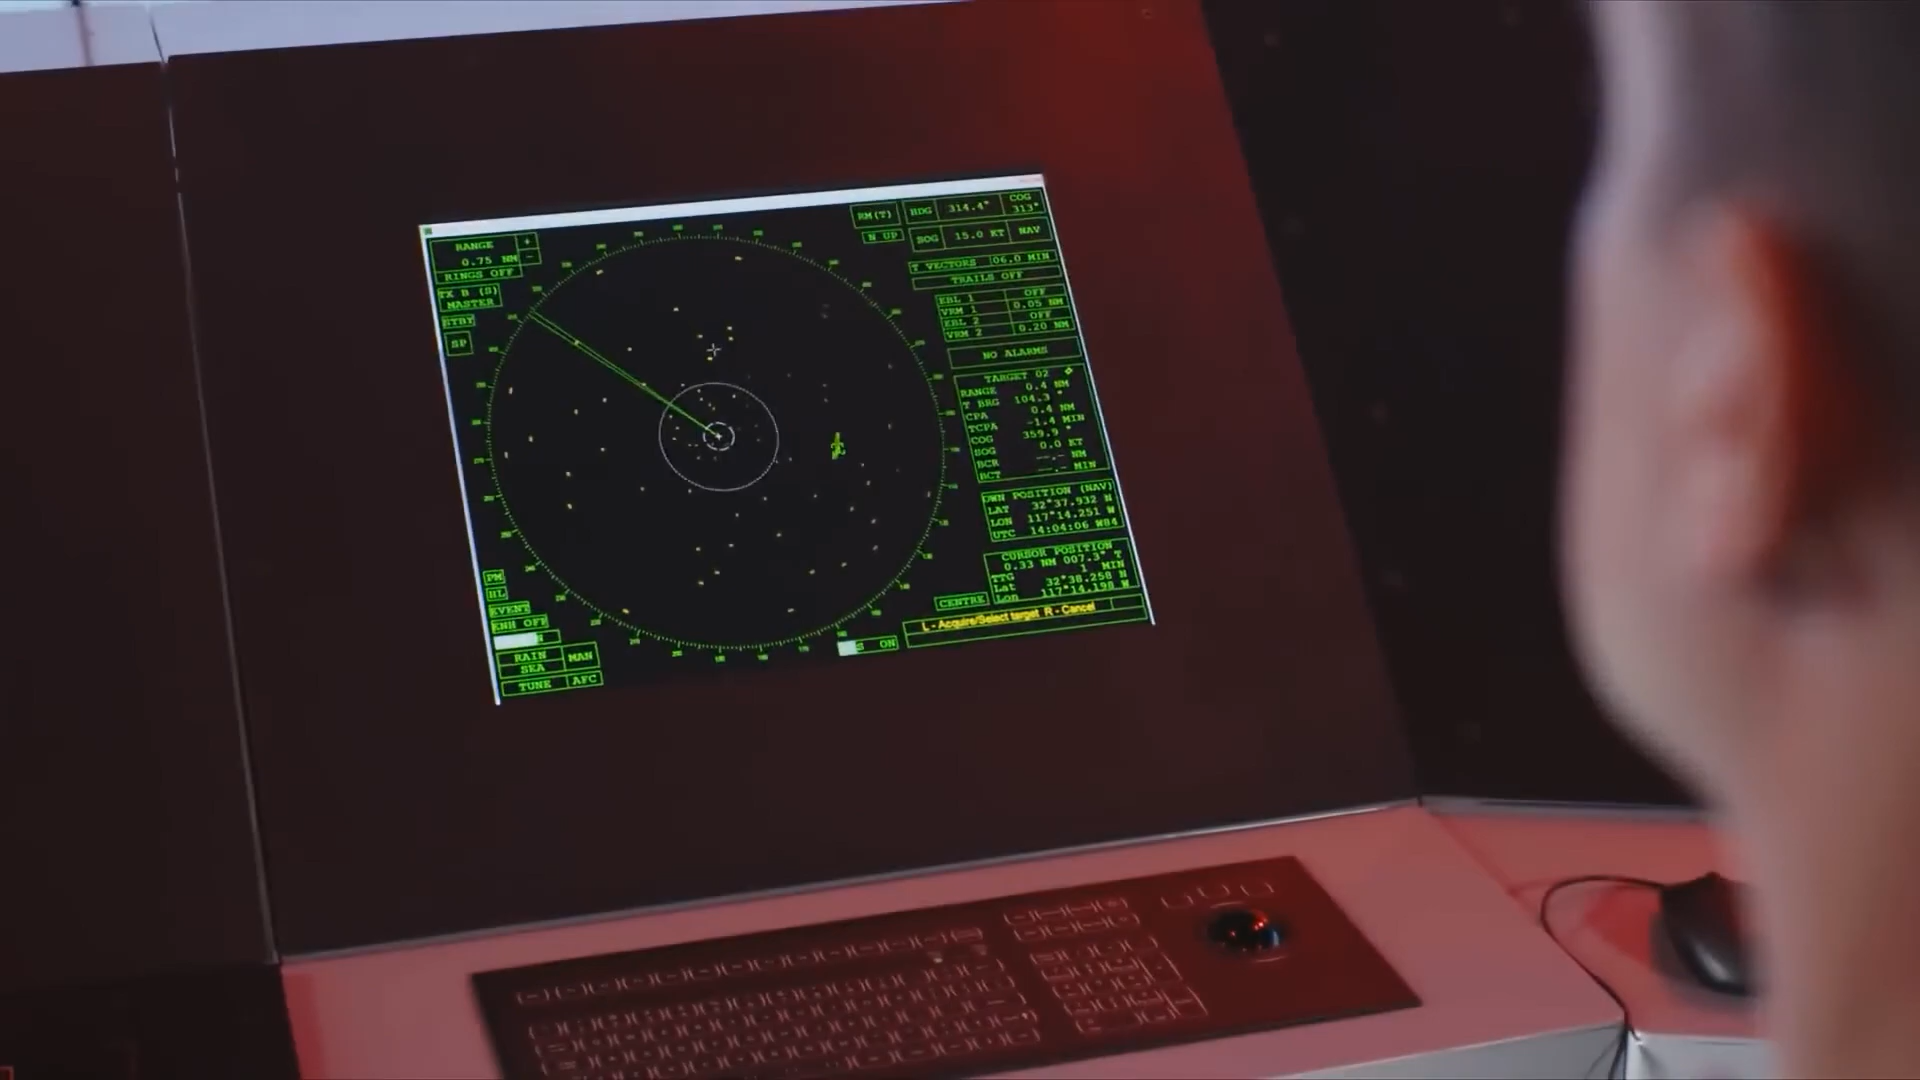 RANGE +
0.75 NM -
RINGS OFF
TX B (S)
MASTER
STBY
SP
RM(T)
N UP
HDG 314.4° COG 313°
SOG 15.0 KT NAV
T VECTORS 06.0 MIN
TRAILS OFF
EBL 1 OFF
VRM 1 0.05 NM
EBL 2 OFF
VRM 2 0.20 NM
NO ALARMS
TARGET 02
RANGE 0.4 NM
T BRG 104.3 °
CPA 0.4 NM
TCPA -1.4 MIN
COG 359.9 °
SOG 0.0 KT
BCR --.- NM
BCT --.- MIN
OWN POSITION (NAV)
LAT 32°37.932 N
LON 117°14.251 W
UTC 14:04:06 W84
CURSOR POSITION
0.33 NM 007.3° T
TTG 1 MIN
Lat 32°38.258 N
Lon 117°14.198 W
CENTRE
L - Acquire/Select target R - Cancel
PM
HL
EVENT
ENH OFF
RAIN MAN
SEA
TUNE AFC
ON